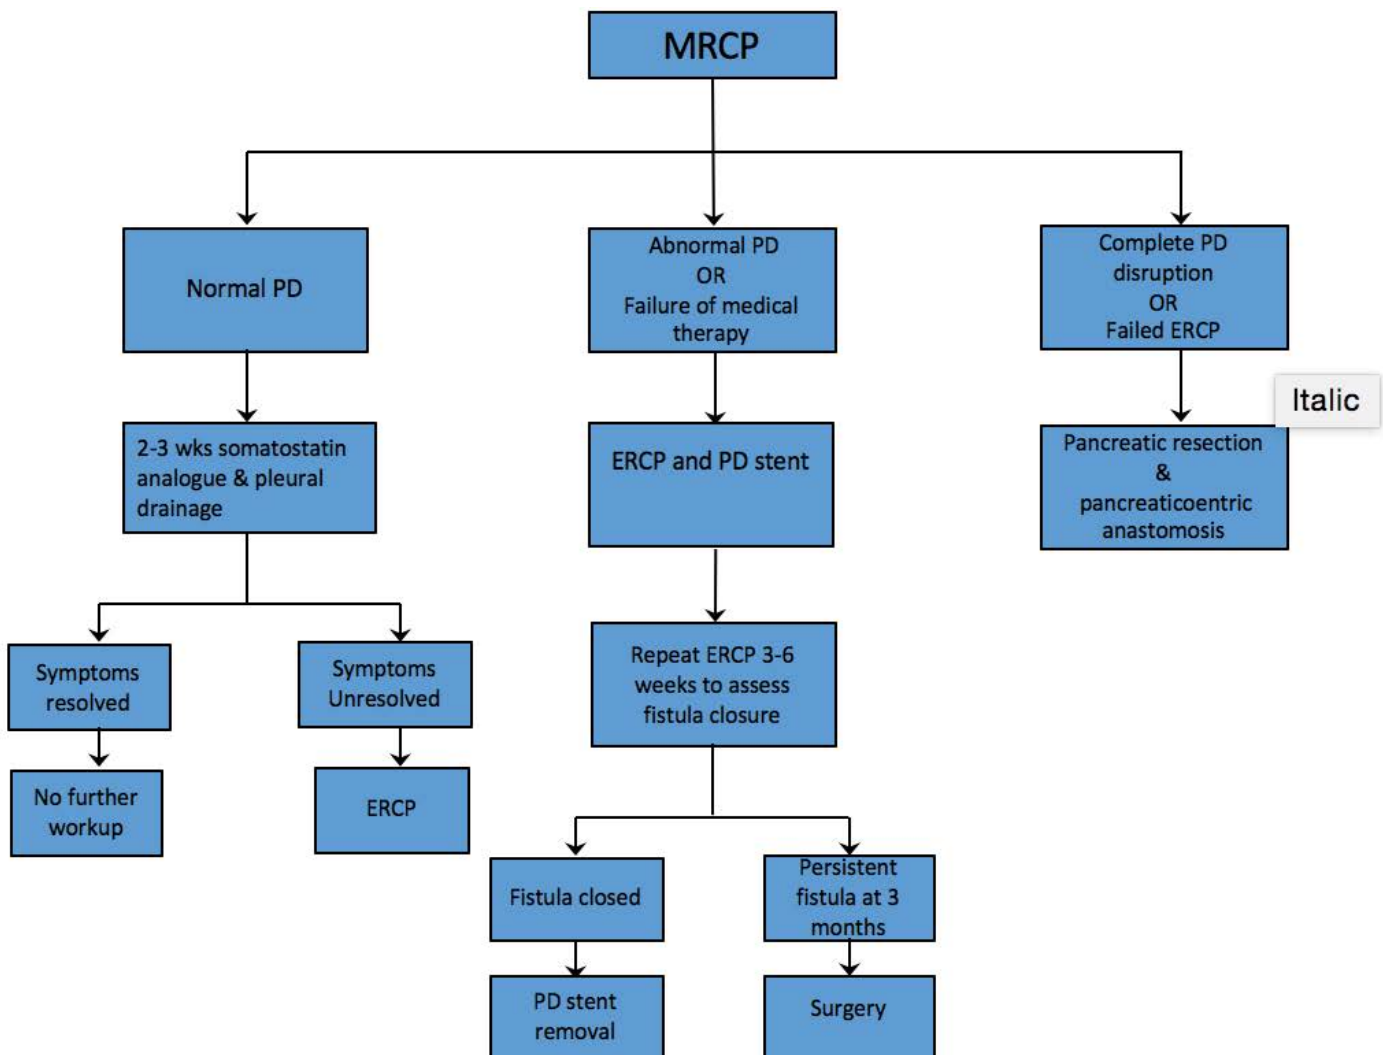 MRCP
Normal PD
Abnormal PD
OR
Failure of medical
therapy
Complete PD
disruption
OR
Failed ERCP
Italic
2-3 wks somatostatin
analogue & pleural
drainage
ERCP and PD stent
Pancreatic resection
&
pancreaticoentric
anastomosis
Symptoms
resolved
Symptoms
Unresolved
Repeat ERCP 3-6
weeks to assess
fistula closure
No further
workup
ERCP
Fistula closed
Persistent
fistula at 3
months
PD stent
removal
Surgery